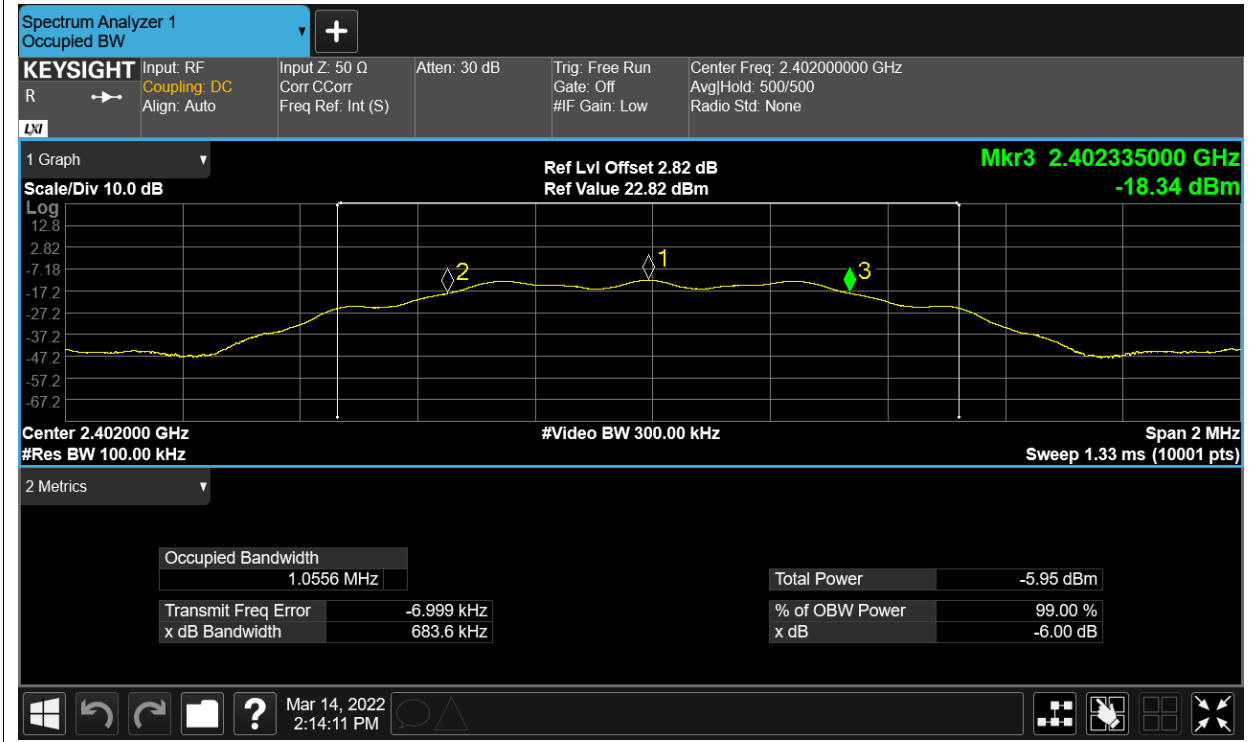 Spectrum Analyzer 1
Occupied BW
KEYSIGHT
R
LXI
Input: RF
Coupling: DC
Align: Auto
Input Z: 50 Ω
Corr CCorr
Freq Ref: Int (S)
Atten: 30 dB
Trig: Free Run
Gate: Off
#IF Gain: Low
Center Freq: 2.402000000 GHz
Avg|Hold: 500/500
Radio Std: None
1 Graph
Scale/Div 10.0 dB
Ref Lvl Offset 2.82 dB
Ref Value 22.82 dBm
Mkr3 2.402335000 GHz
-18.34 dBm
Log
12.8
2.82
-7.18
-17.2
-27.2
-37.2
-47.2
-57.2
-67.2
2
1
3
Center 2.402000 GHz
#Video BW 300.00 kHz
Span 2 MHz
#Res BW 100.00 kHz
Sweep 1.33 ms (10001 pts)
2 Metrics
Occupied Bandwidth
1.0556 MHz
Total Power -5.95 dBm
Transmit Freq Error -6.999 kHz
% of OBW Power 99.00 %
x dB Bandwidth 683.6 kHz
x dB -6.00 dB
?
Mar 14, 2022
2:14:11 PM